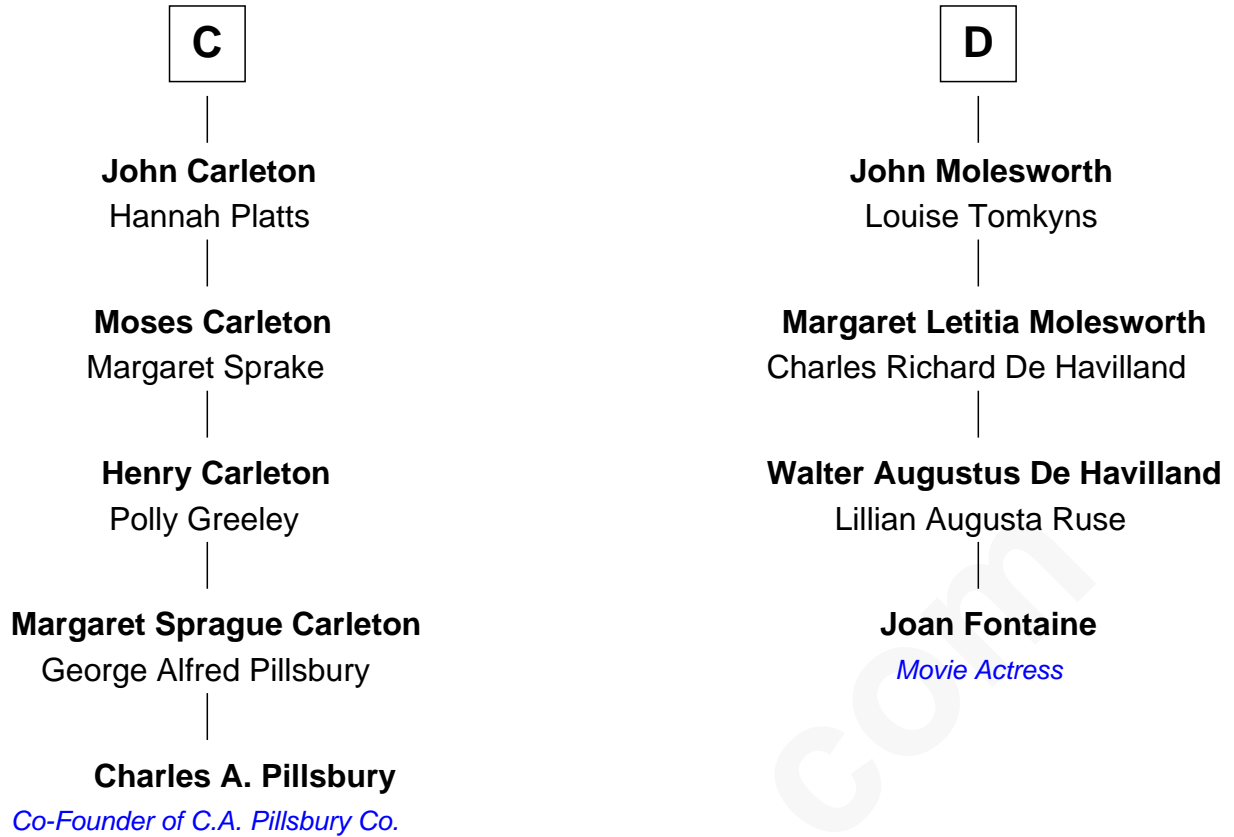 C
John Carleton
Hannah Platts
Moses Carleton
Margaret Sprake
Henry Carleton
Polly Greeley
Margaret Sprague Carleton
George Alfred Pillsbury
Charles A. Pillsbury
Co-Founder of C.A. Pillsbury Co.
D
John Molesworth
Louise Tomkyns
Margaret Letitia Molesworth
Charles Richard De Havilland
Walter Augustus De Havilland
Lillian Augusta Ruse
Joan Fontaine
Movie Actress
com